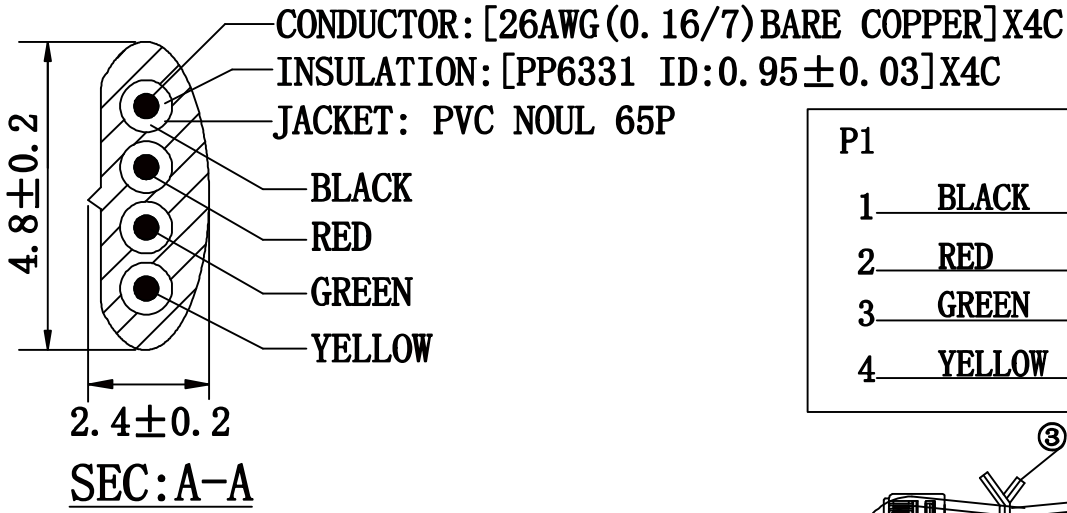 CONDUCTOR:[26AWG(0.16/7)BARE COPPER]X4C
INSULATION:[PP6331 ID:0.95±0.03]X4C
JACKET: PVC NOUL 65P
BLACK
RED
GREEN
YELLOW
4.8±0.2
2.4±0.2
SEC:A-A
P1
1 BLACK
2 RED
3 GREEN
4 YELLOW
③